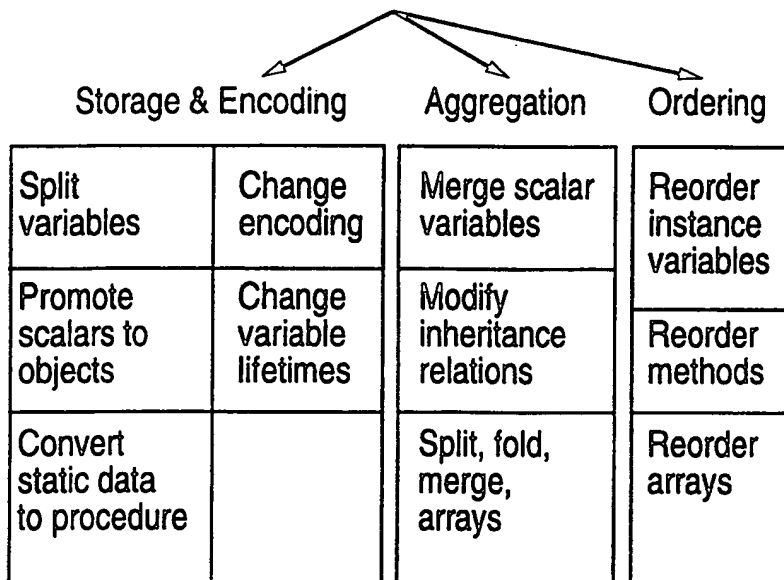 Storage & Encoding
Aggregation
Ordering
Split
variables
Change
encoding
Merge scalar
variables
Reorder
instance
variables
Promote
scalars to
objects
Change
variable
lifetimes
Modify
inheritance
relations
Reorder
methods
Convert
static data
to procedure
Split, fold,
merge,
arrays
Reorder
arrays